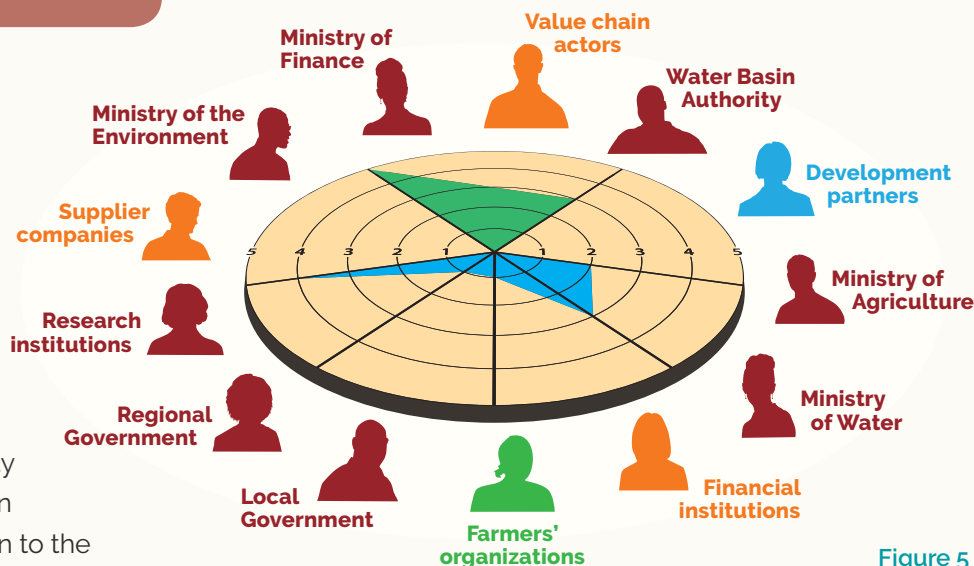 Value chain
actors
Ministry of
Finance
Water Basin
Authority
Ministry of the
Environment
Development
partners
Supplier
companies
5 4 3 2 1 1 2 3 4 5
Ministry of
Agriculture
Research
institutions
Ministry
of Water
Regional
Government
Local
Government
Financial
institutions
Farmers'
organizations
n to the
Figure 5